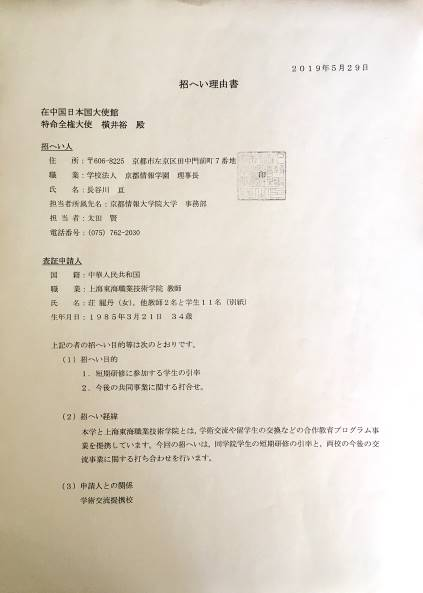 2019年5月29日
招へい理由書
在中国日本国大使館
特命全権大使　横井裕　殿
招へい人
住　所：〒606-8225　京都市左京区田中門前町7番地
職　業：学校法人　京都情報学園　理事長
氏　名：長谷川　亘
担当者所属先名：京都情報大学院大学　事務部
担 当 者：太田　賢
電話番号：(075) 762-2030
印
査証申請人
国　籍：中華人民共和国
職　業：上海東海職業技術学院 教師
氏　名：荘 麗丹（女）、他教師2名と学生11名（別紙）
生年月日：1985年3月21日　34歳
上記の者の招へい目的等は次のとおりです。
（1）招へい目的
1．短期研修に参加する学生の引率
2．今後の共同事業に関する打合せ。
（2）招へい経緯
本学と上海東海職業技術学院とは、学術交流や留学生の交換などの合作教育プログラム事
業を提携しています。今回の招へいは、同学院学生の短期研修の引率と、両校の今後の交
流事業に関する打ち合わせを行います。
（3）申請人との関係
学術交流提携校